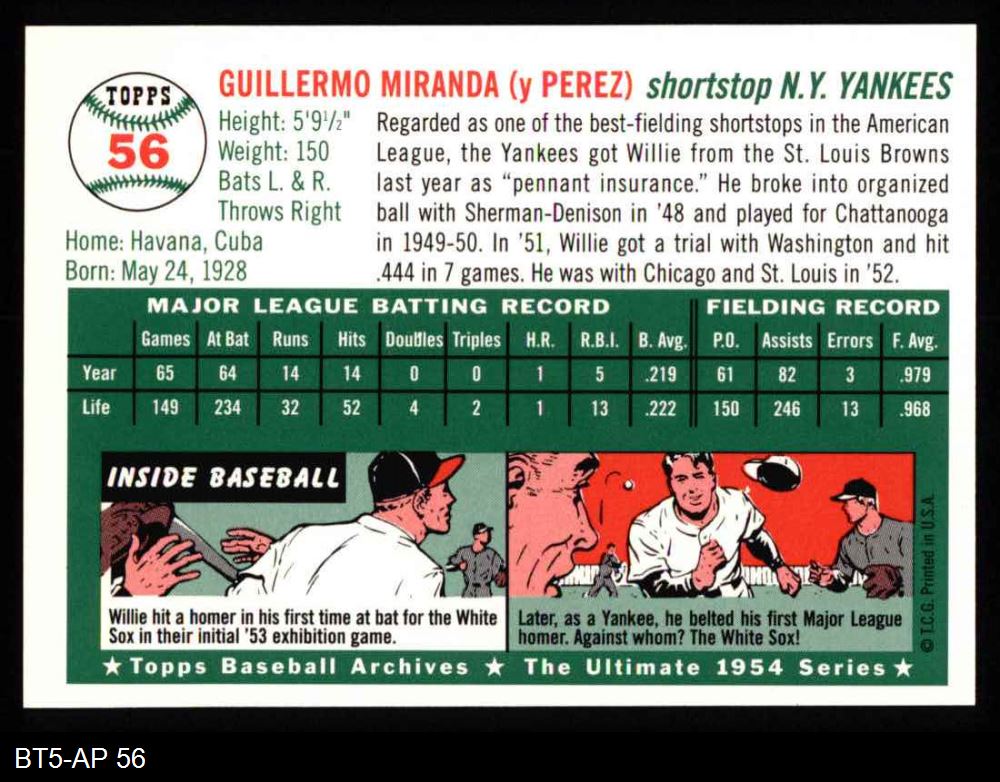 TOPPS
56
GUILLERMO MIRANDA (y PEREZ) shortstop N.Y. YANKEES
Height: 5'9½"
Weight: 150
Bats L. & R.
Throws Right
Home: Havana, Cuba
Born: May 24, 1928
Regarded as one of the best-fielding shortstops in the American
League, the Yankees got Willie from the St. Louis Browns
last year as “pennant insurance.” He broke into organized
ball with Sherman-Denison in '48 and played for Chattanooga
in 1949-50. In '51, Willie got a trial with Washington and hit
.444 in 7 games. He was with Chicago and St. Louis in '52.
MAJOR LEAGUE BATTING RECORD FIELDING RECORD
Games At Bat Runs Hits Doubles Triples H.R. R.B.I. B. Avg. P.O. Assists Errors F. Avg.
Year 65 64 14 14 0 0 1 5 .219 61 82 3 .979
Life 149 234 32 52 4 2 1 13 .222 150 246 13 .968
INSIDE BASEBALL
Willie hit a homer in his first time at bat for the White
Sox in their initial '53 exhibition game.
Later, as a Yankee, he belted his first Major League
homer. Against whom? The White Sox!
© T.C.G. Printed in U.S.A.
★ Topps Baseball Archives ★ The Ultimate 1954 Series ★
BT5-AP 56